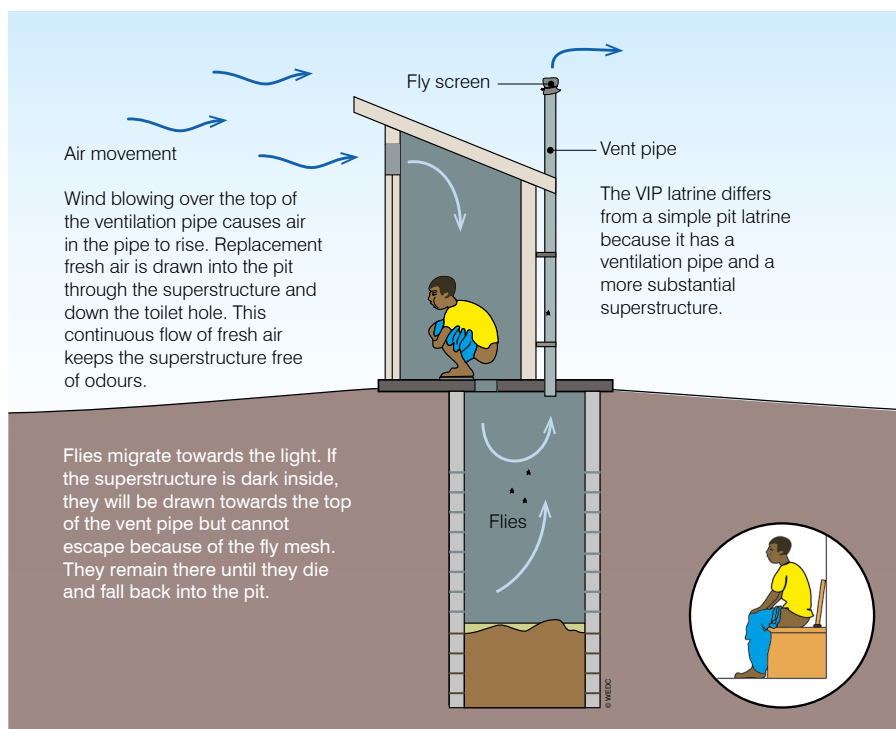 Fly screen
Air movement
Vent pipe
Wind blowing over the top of
the ventilation pipe causes air
in the pipe to rise. Replacement
fresh air is drawn into the pit
through the superstructure and
down the toilet hole. This
continuous flow of fresh air
keeps the superstructure free
of odours.
The VIP latrine differs
from a simple pit latrine
because it has a
ventilation pipe and a
more substantial
superstructure.
Flies migrate towards the light. If
the superstructure is dark inside,
they will be drawn towards the top
of the vent pipe but cannot
escape because of the fly mesh.
They remain there until they die
and fall back into the pit.
Flies
© WEDC